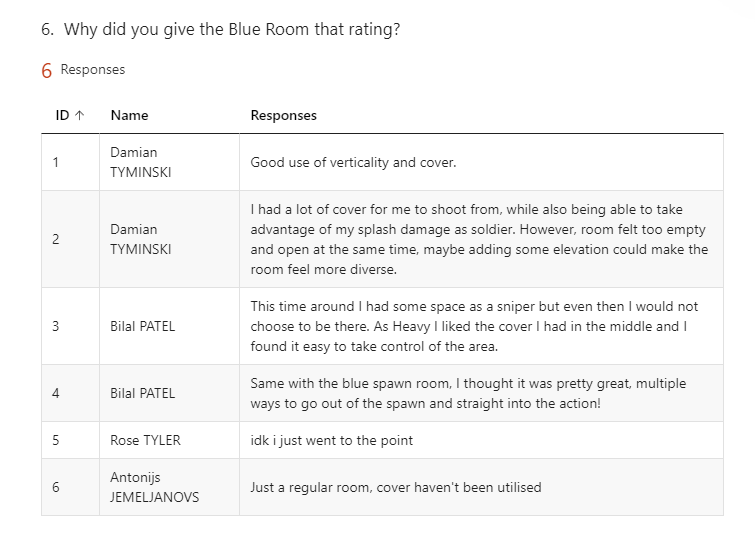 6. Why did you give the Blue Room that rating?
6 Responses
ID ↑ Name Responses
1 Damian TYMINSKI Good use of verticality and cover.
2 Damian TYMINSKI I had a lot of cover for me to shoot from, while also being able to take
advantage of my splash damage as soldier. However, room felt too empty
and open at the same time, maybe adding some elevation could make the
room feel more diverse.
3 Bilal PATEL This time around I had some space as a sniper but even then I would not
choose to be there. As Heavy I liked the cover I had in the middle and I
found it easy to take control of the area.
4 Bilal PATEL Same with the blue spawn room, I thought it was pretty great, multiple
ways to go out of the spawn and straight into the action!
5 Rose TYLER idk i just went to the point
6 Antonijs JEMELJANOVS Just a regular room, cover haven't been utilised